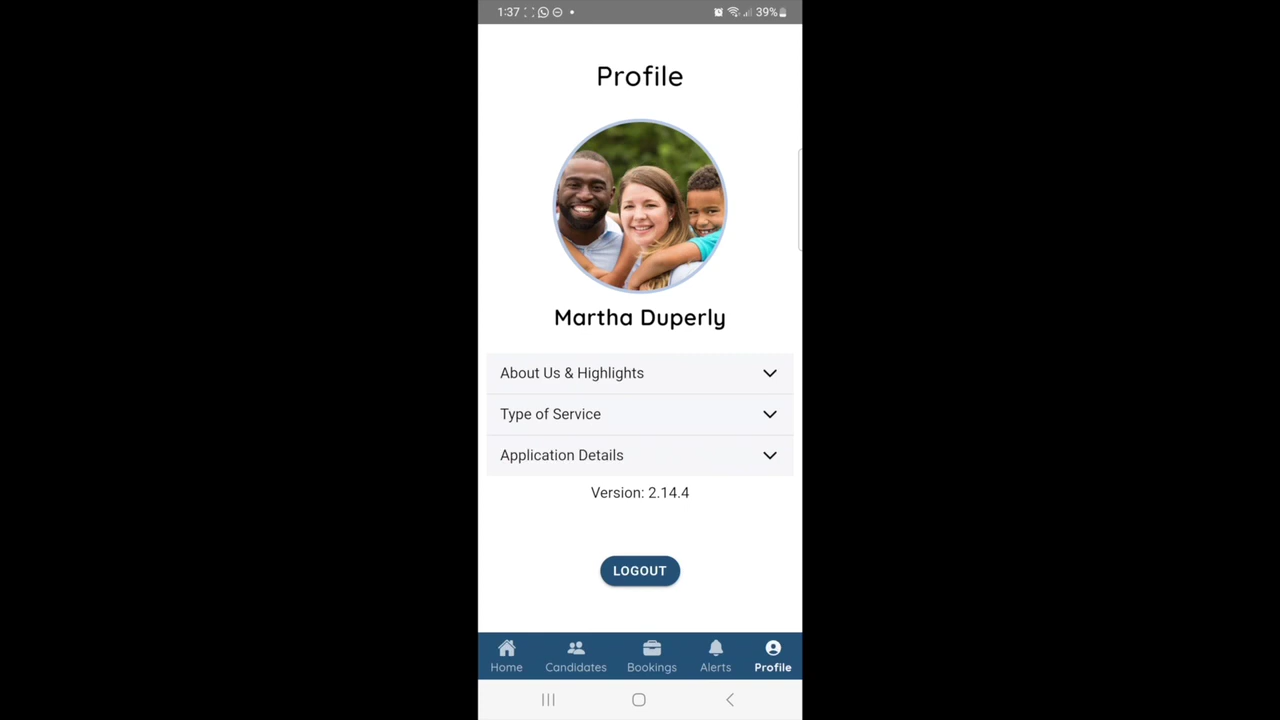 1:37 39%
Profile
Martha Duperly
About Us & Highlights
Type of Service
Application Details
Version: 2.14.4
LOGOUT
Home Candidates Bookings Alerts Profile